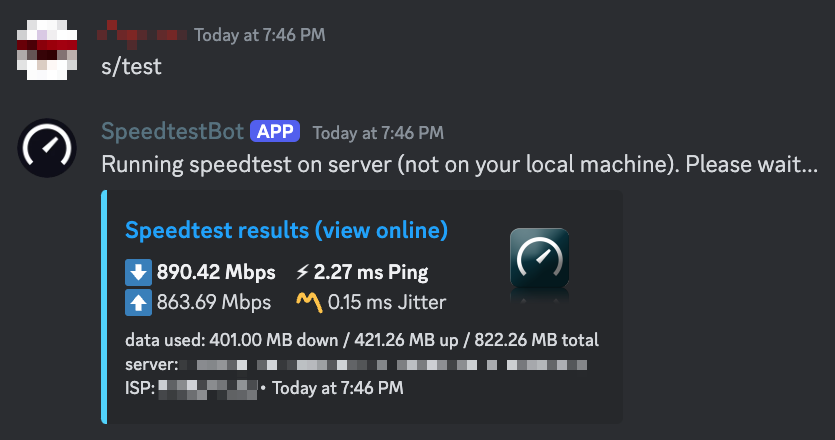 Today at 7:46 PM
s/test
SpeedtestBot APP Today at 7:46 PM
Running speedtest on server (not on your local machine). Please wait...
Speedtest results (view online)
890.42 Mbps 2.27 ms Ping
863.69 Mbps 0.15 ms Jitter
data used: 401.00 MB down / 421.26 MB up / 822.26 MB total
server:
ISP: • Today at 7:46 PM